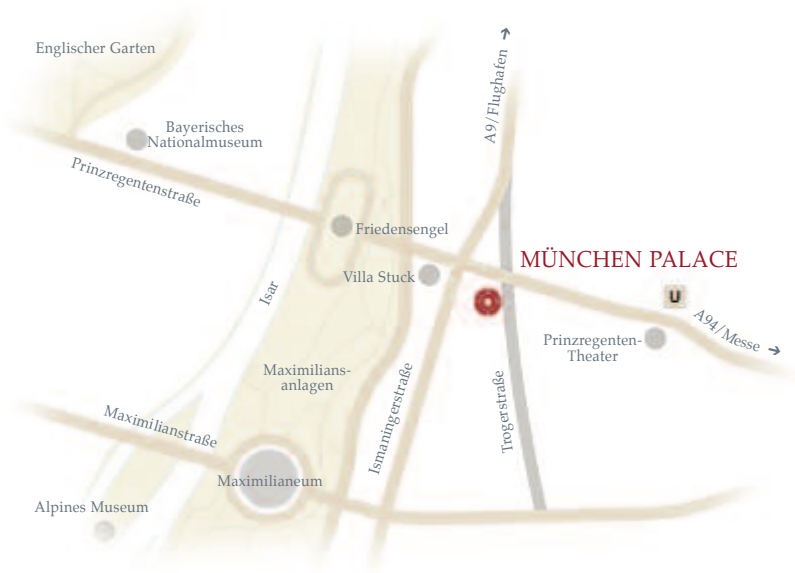 Englischer Garten
A9/Flughafen
Bayerisches
Nationalmuseum
Prinzregentenstraße
Friedensengel
MÜNCHEN PALACE
Villa Stuck
Isar
U
A94/Messe
Prinzregenten-
Theater
Maximilians-
anlagen
Ismaningerstraße
Trogerstraße
Maximilianstraße
Maximilianeum
Alpines Museum